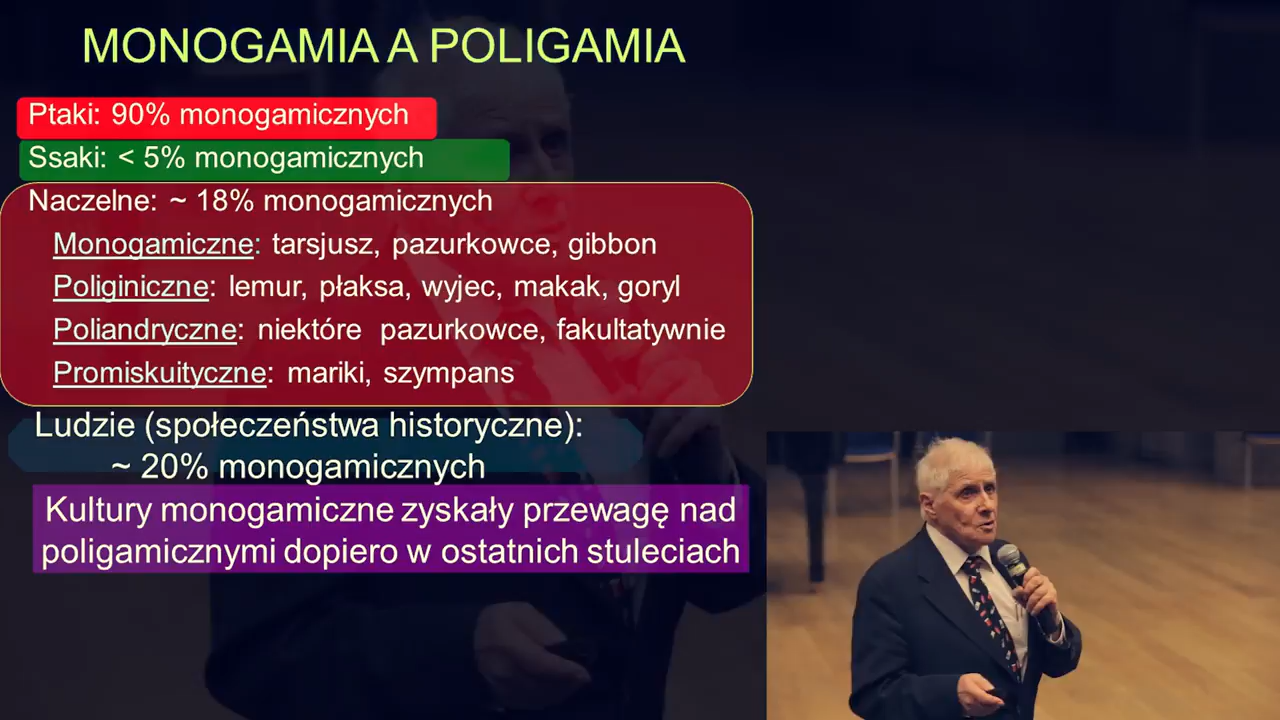 MONOGAMIA A POLIGAMIA
Ptaki: 90% monogamicznych
Ssaki: < 5% monogamicznych
Naczelne: ~ 18% monogamicznych
Monogamiczne: tarsjusz, pazurkowce, gibbon
Poliginiczne: lemur, płaksa, wyjec, makak, goryl
Poliandryczne: niektóre pazurkowce, fakultatywnie
Promiskuityczne: mariki, szympans
Ludzie (społeczeństwa historyczne):
~ 20% monogamicznych
Kultury monogamiczne zyskały przewagę nad
poligamicznymi dopiero w ostatnich stuleciach